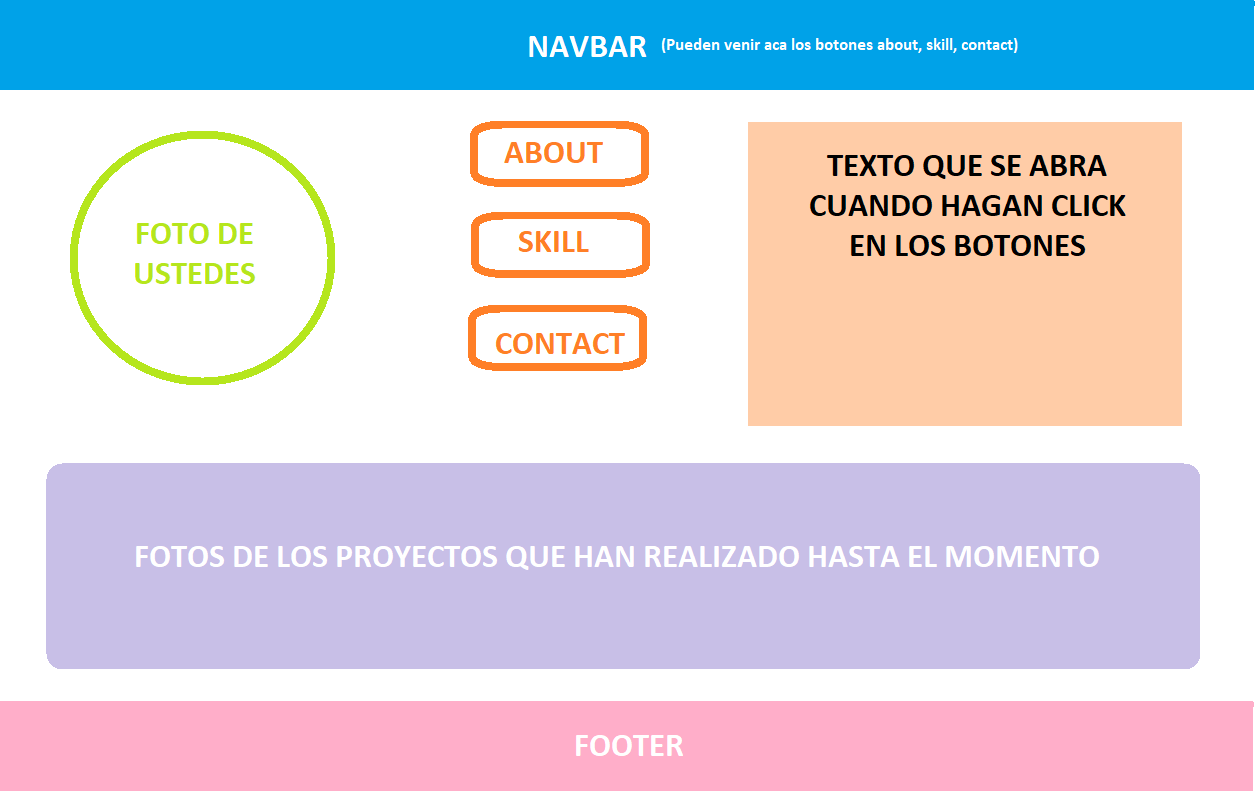 NAVBAR (Pueden venir aca los botones about, skill, contact)
FOTO DE
USTEDES
ABOUT
SKILL
CONTACT
TEXTO QUE SE ABRA
CUANDO HAGAN CLICK
EN LOS BOTONES
FOTOS DE LOS PROYECTOS QUE HAN REALIZADO HASTA EL MOMENTO
FOOTER